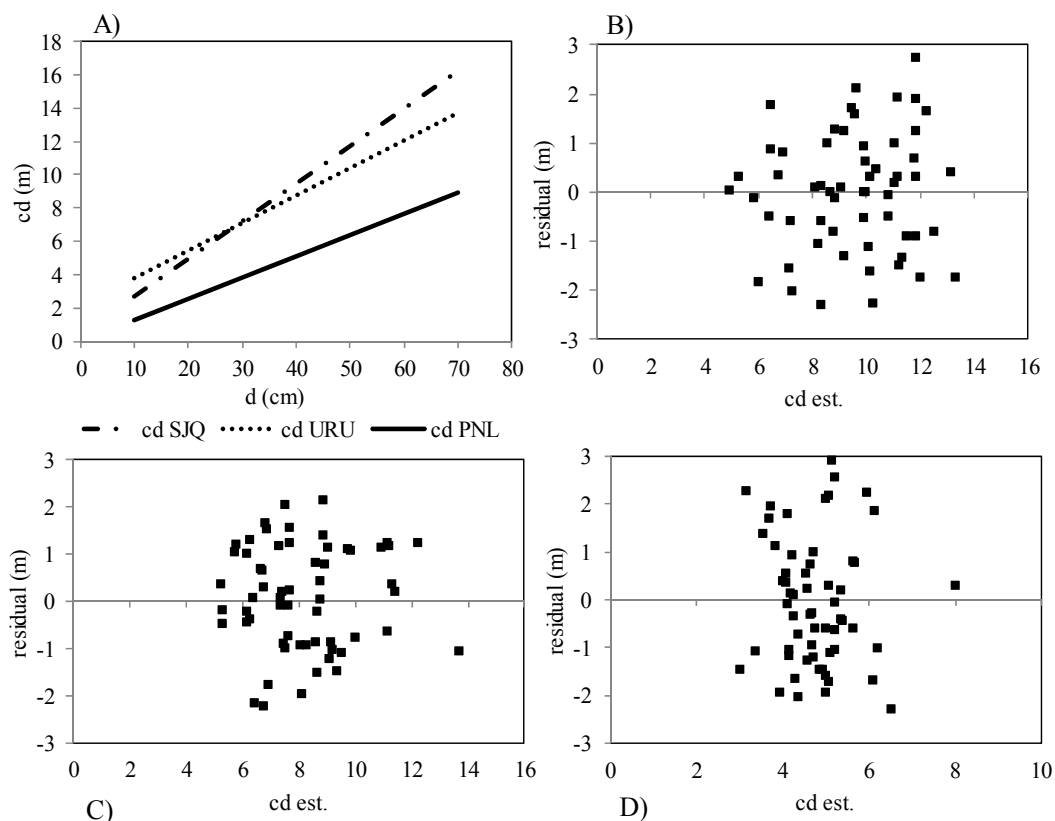 A)
18
16
14
12
10
8
6
4
2
0
cd (m)
0 10 20 30 40 50 60 70 80
d (cm)
cd SJQ cd URU cd PNL
B)
3
2
1
0
-1
-2
-3
residual (m)
0 2 4 6 8 10 12 14 16
cd est.
3
2
1
0
-1
-2
-3
residual (m)
0 2 4 6 8 10 12 14 16
cd est.
C)
3
2
1
0
-1
-2
-3
residual (m)
0 2 4 6 8 10
cd est.
D)